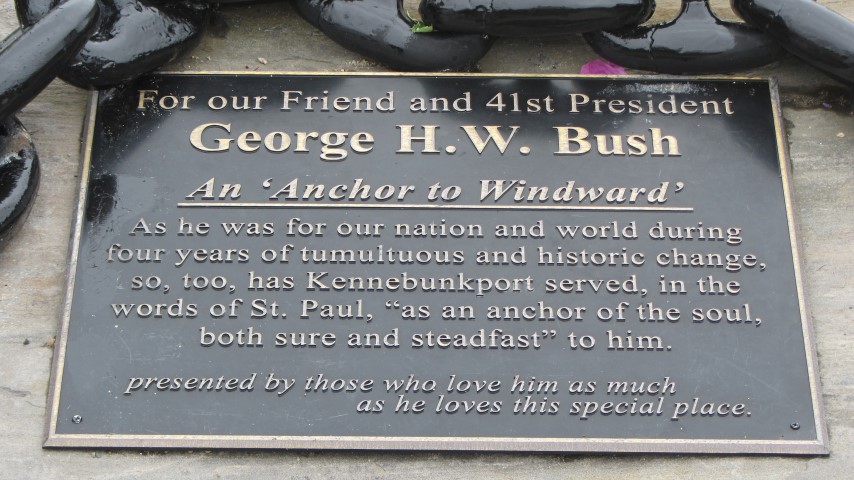 For our Friend and 41st President
George H.W. Bush
An ‘Anchor to Windward’
As he was for our nation and world during
four years of tumultuous and historic change,
so, too, has Kennebunkport served, in the
words of St. Paul, “as an anchor of the soul,
both sure and steadfast” to him.
presented by those who love him as much
as he loves this special place.